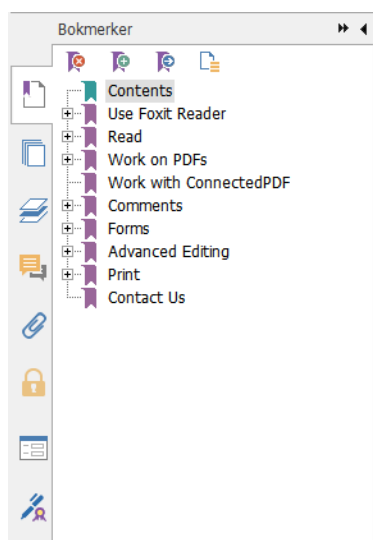 Bokmerker
Contents
Use Foxit Reader
Read
Work on PDFs
Work with ConnectedPDF
Comments
Forms
Advanced Editing
Print
Contact Us